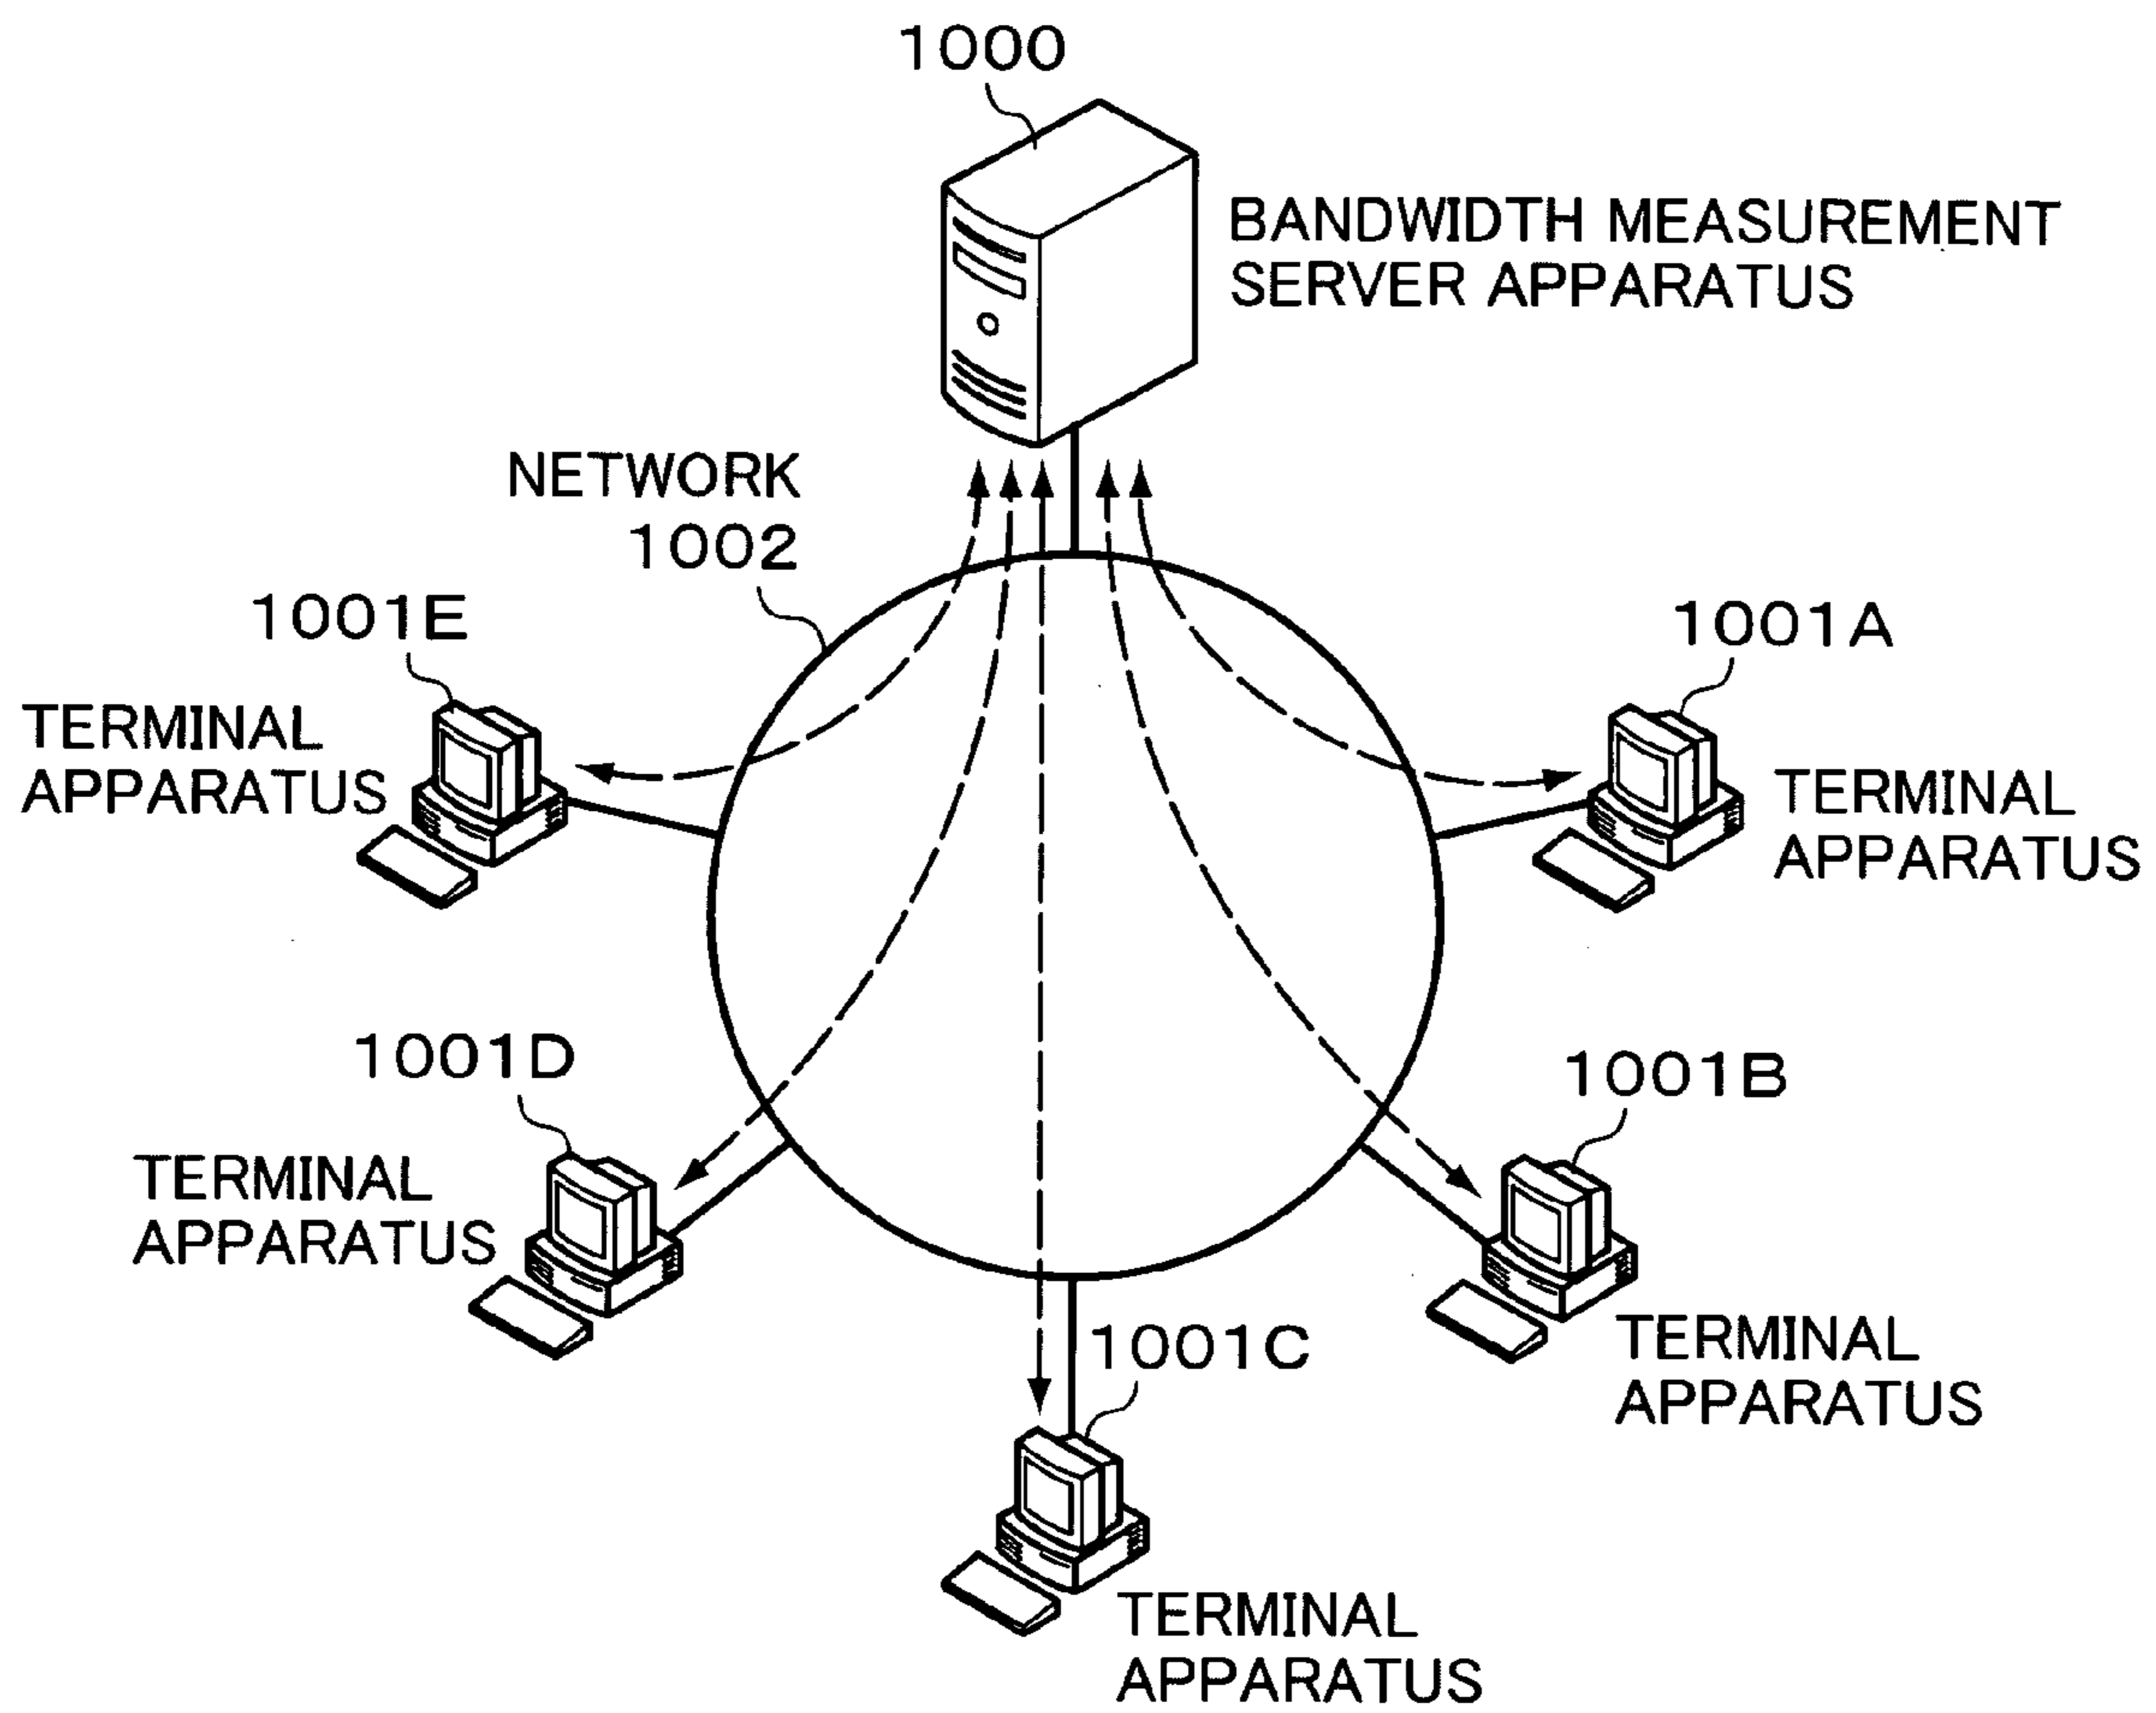 1000
BANDWIDTH MEASUREMENT
SERVER APPARATUS
NETWORK
1002
1001E
TERMINAL
APPARATUS
1001A
TERMINAL
APPARATUS
1001D
TERMINAL
APPARATUS
1001B
TERMINAL
APPARATUS
1001C
TERMINAL
APPARATUS